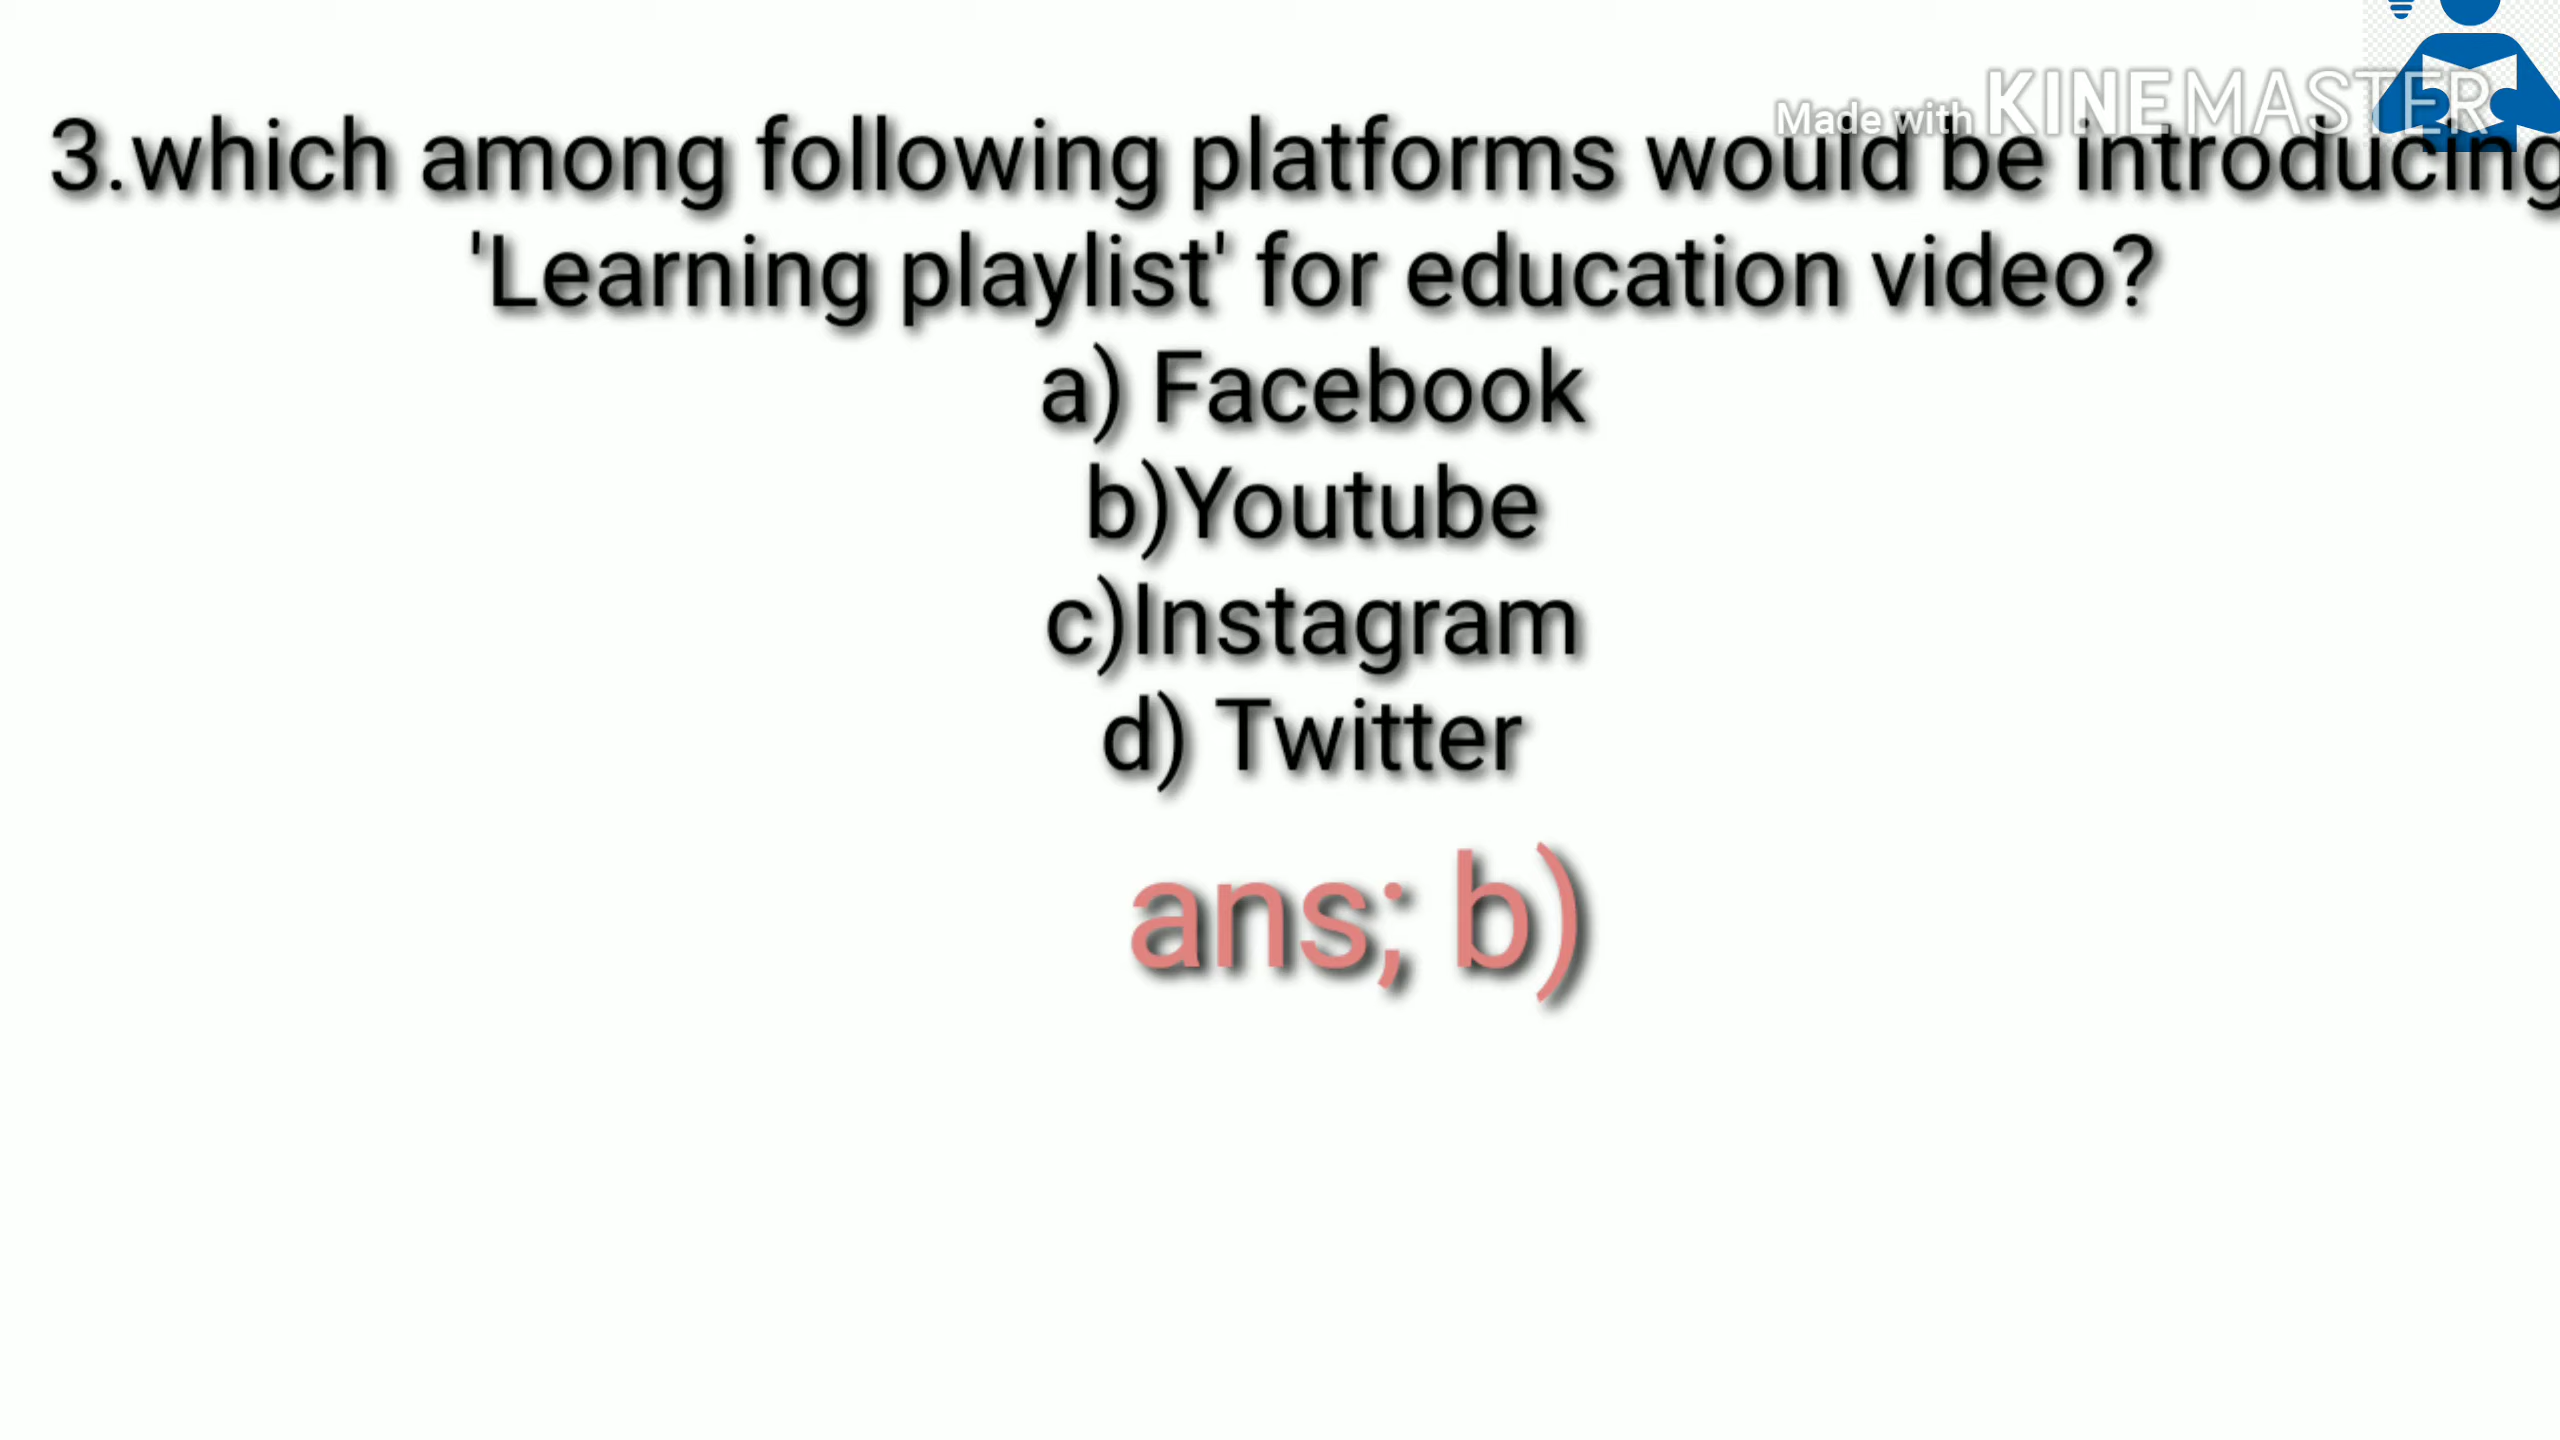 Made with KINEMASTER
3.which among following platforms would be introducing
'Learning playlist' for education video?
a) Facebook
b)Youtube
c)Instagram
d) Twitter
ans; b)